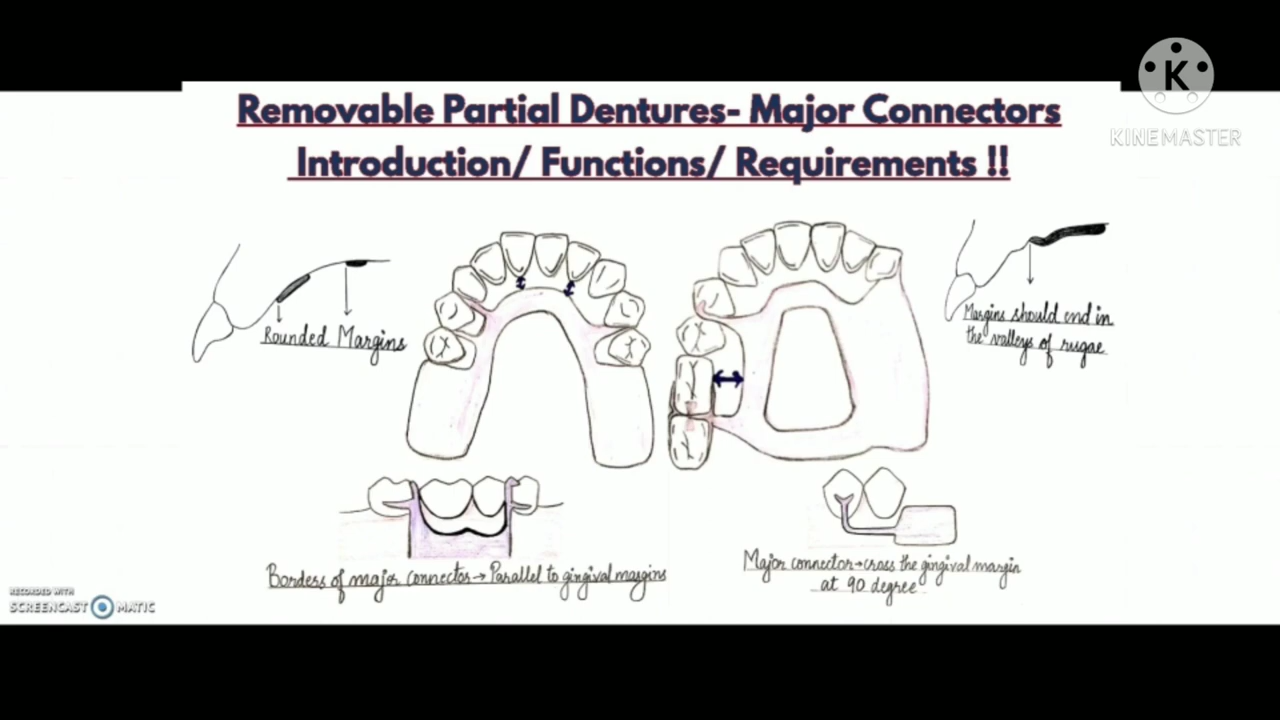 Removable Partial Dentures- Major Connectors
Introduction/ Functions/ Requirements !!
K
KINEMASTER
Rounded Margins
Margins should end in
the valleys of rugae
Borders of major connector→ Parallel to gingival margins
Major connector→cross the gingival margin
at 90 degree
RECORDED WITH
SCREENCAST MATIC